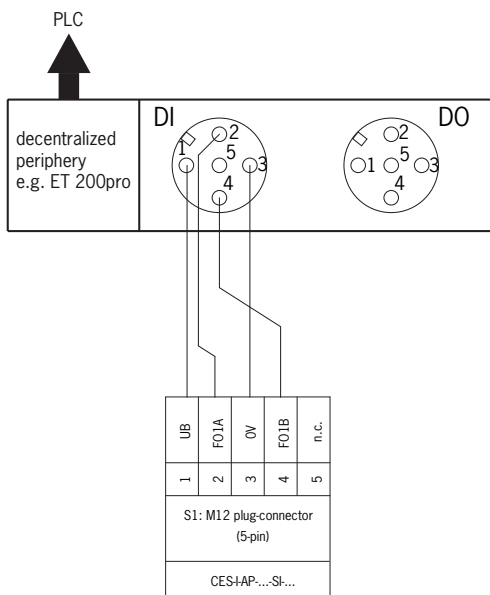 PLC
decentralized
periphery
e.g. ET 200pro
DI
2
1
5
3
4
DO
2
1
5
3
4
UB
FO1A
0V
FO1B
n.c.
1
2
3
4
5
S1: M12 plug-connector
(5-pin)
CES-I-AP-...-SI-...